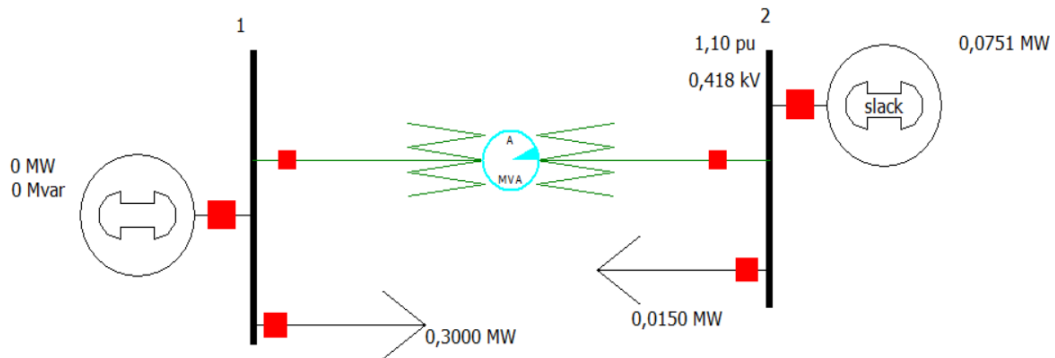 1
2
1,10 pu
0,0751 MW
0,418 kV
slack
A
MVA
0 MW
0 Mvar
0,0150 MW
0,3000 MW